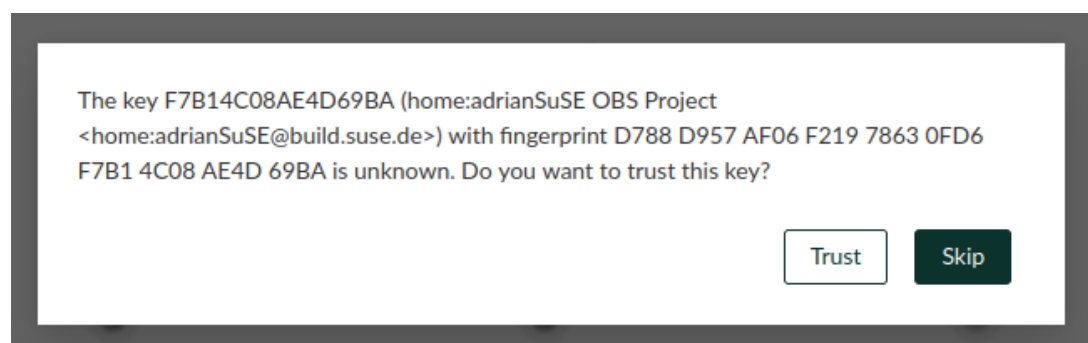 The key F7B14C08AE4D69BA (home:adrianSuSE OBS Project
<home:adrianSuSE@build.suse.de>) with fingerprint D788 D957 AF06 F219 7863 0FD6
F7B1 4C08 AE4D 69BA is unknown. Do you want to trust this key?
Trust
Skip